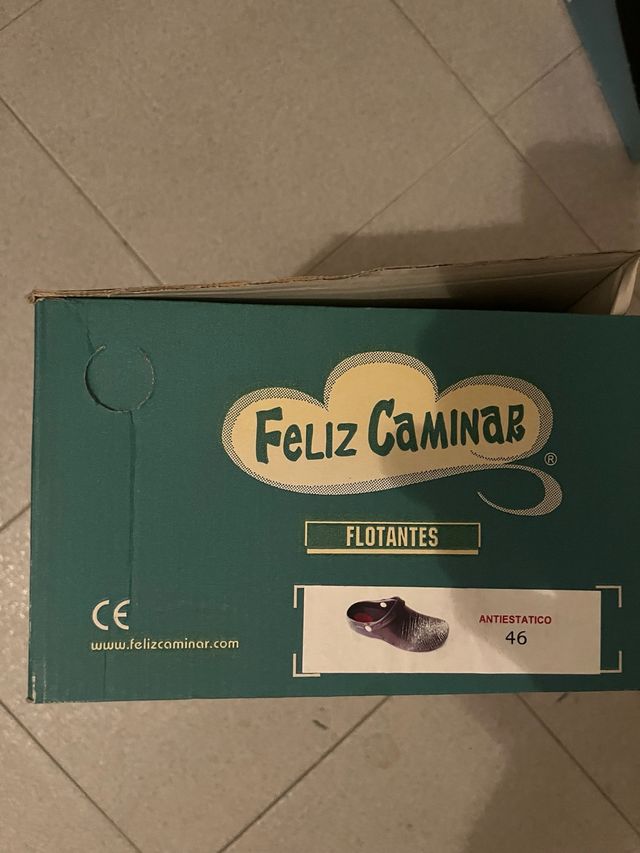 FELIZ CAMINAR
®
FLOTANTES
CE
www.felizcaminar.com
ANTIESTATICO
46